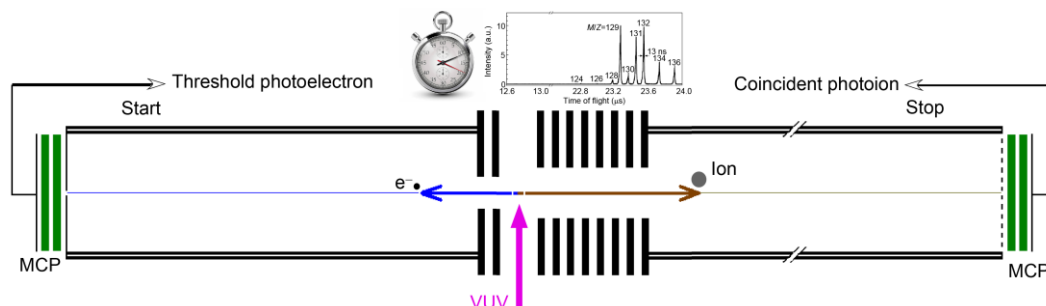 M/Z=129
132
131
13 ns
134
136
130
128
124 126
10
5
0
Intensity (a.u.)
12.6 13.0 22.8 23.2 23.6 24.0
Time of flight (μs)
Threshold photoelectron
Coincident photoion
Start
Stop
e⁻
Ion
MCP
MCP
VUV